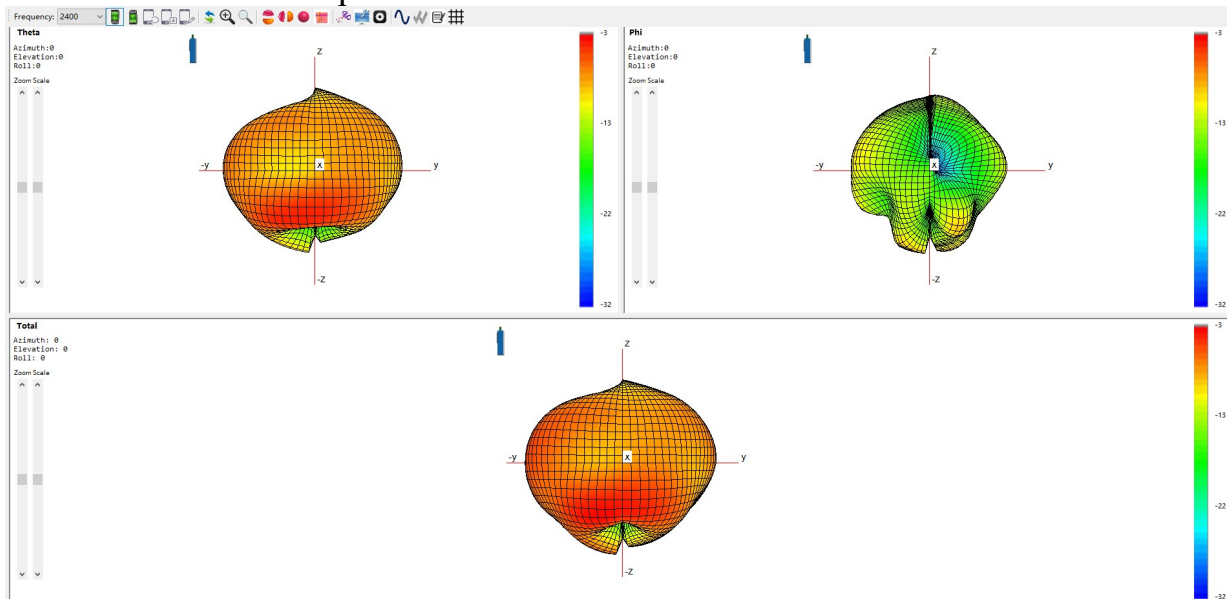 Frequency: 2400
Theta
Azimuth:0
Elevation:0
Roll:0
Zoom Scale
Z
-y
X
y
-Z
-3
-13
-22
-32
Phi
Azimuth:0
Elevation:0
Roll:0
Zoom Scale
Z
-y
X
y
-Z
-3
-13
-22
-32
Total
Azimuth: 0
Elevation: 0
Roll: 0
Zoom Scale
Z
-y
X
y
-Z
-3
-13
-22
-32